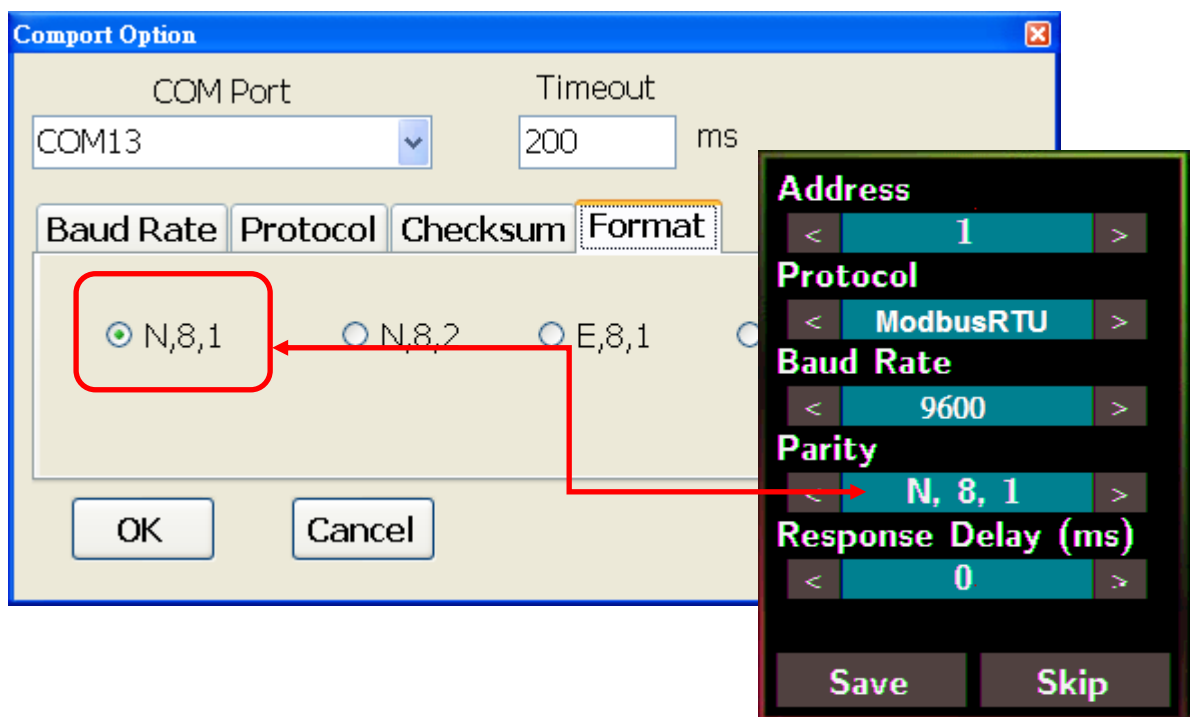 Comport Option
COM Port
Timeout
COM13
200
ms
Baud Rate
Protocol
Checksum
Format
N,8,1
N,8,2
E,8,1
OK
Cancel
Address
<
1
>
Protocol
<
ModbusRTU
>
Baud Rate
<
9600
>
Parity
<
N, 8, 1
>
Response Delay (ms)
<
0
>
Save
Skip